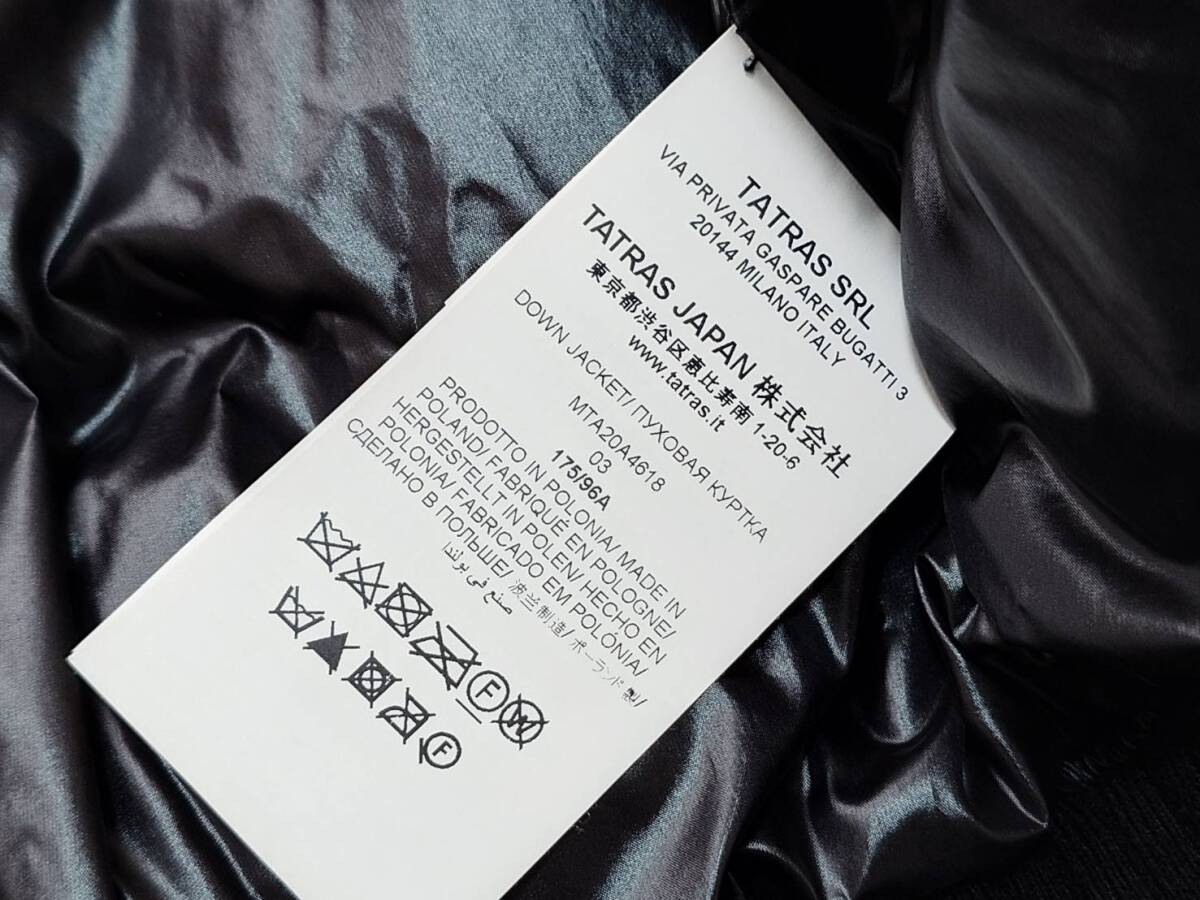 TATRAS SRL
VIA PRIVATA GASPARE BUGATTI 3
20144 MILANO ITALY
TATRAS JAPAN 株式会社
東京都渋谷区恵比寿南 1-20-6
www.tatras.it
DOWN JACKET/ ПУХОВАЯ КУРТКА
MTA20A4618
03
175/96A
PRODOTTO IN POLONIA/ MADE IN
POLAND/ FABRIQUÉ EN POLOGNE/
HERGESTELLT IN POLEN/ HECHO EN
POLONIA/ FABRICADO EM POLÓNIA/
СДЕЛАНО В ПОЛЬШЕ/ 波兰制造/ ポーランド製/
صنع في بولندا
F W
F